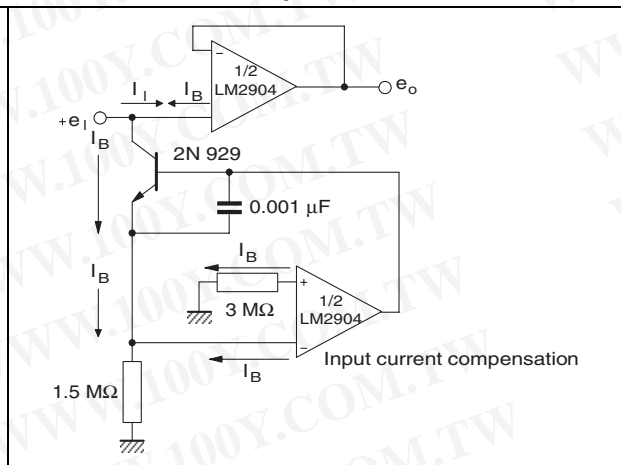 1/2
LM2904
I_I
I_B
e_o
+e_I
I_B
2N 929
0.001 μF
I_B
I_B
3 MΩ
1/2
LM2904
I_B
Input current compensation
1.5 MΩ
WWW.100Y.COM.TW